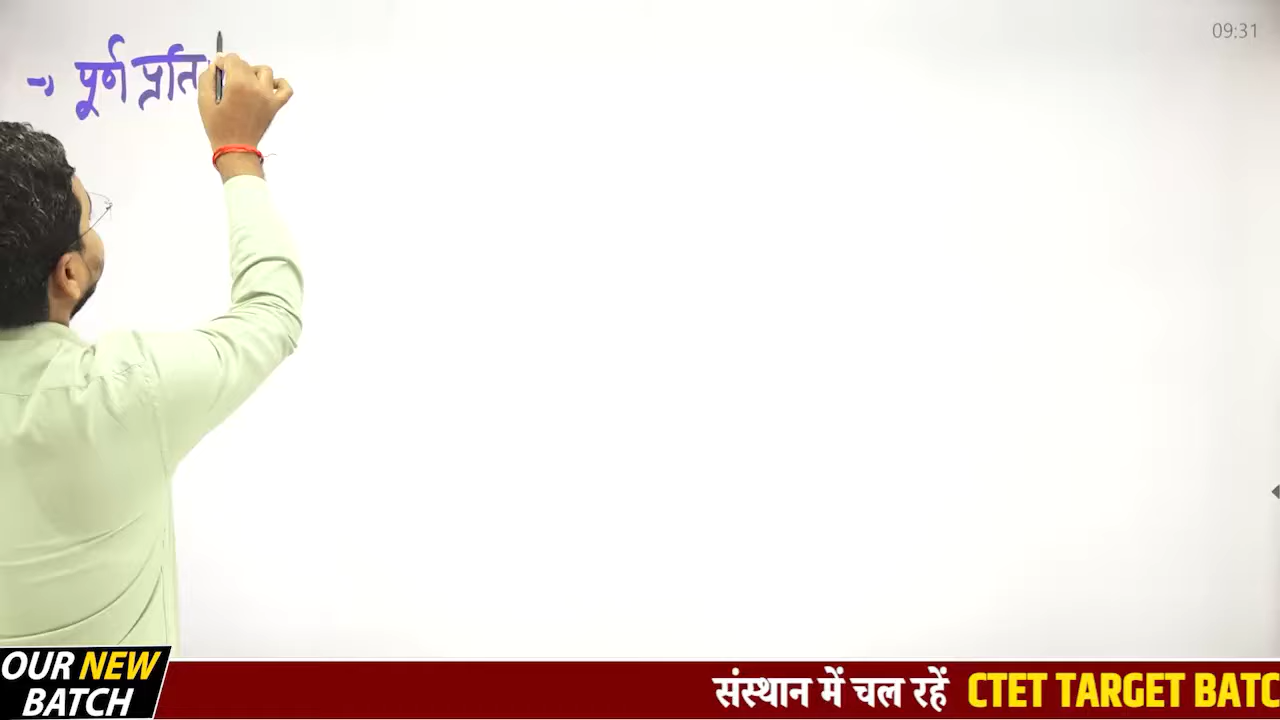 09:31
→ पूर्ण प्रति
OUR NEW
BATCH
संस्थान में चल रहें CTET TARGET BATC